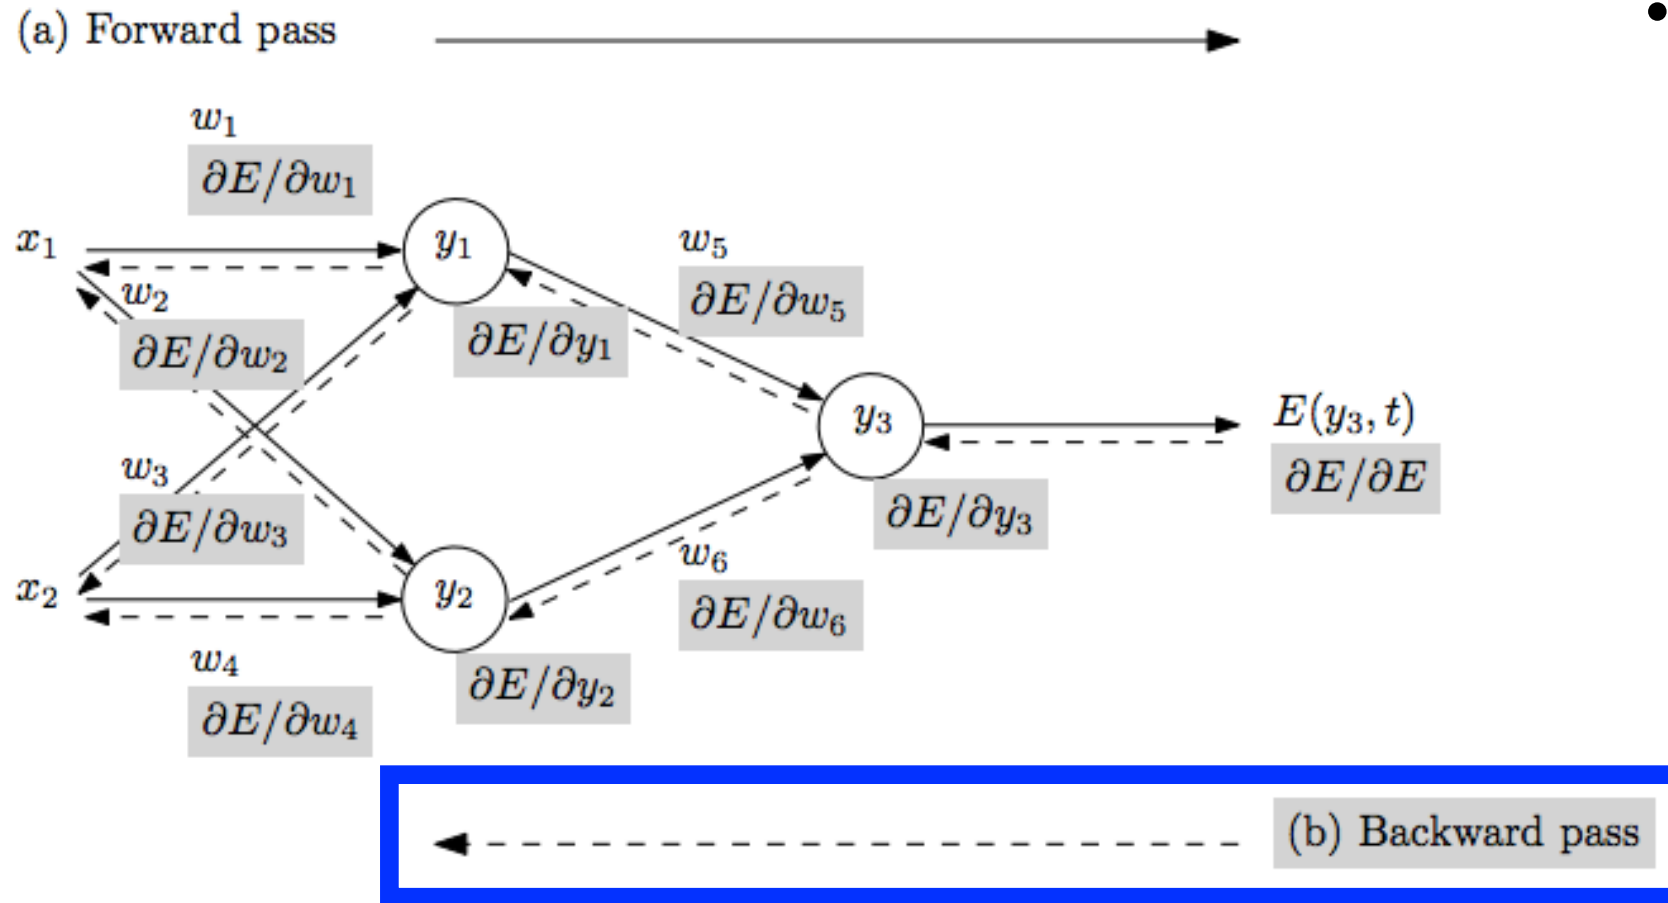 (a) Forward pass
•
w₁
∂E/∂w₁
x₁
y₁
w₅
∂E/∂w₅
w₂
∂E/∂w₂
∂E/∂y₁
y₃
E(y₃, t)
∂E/∂E
w₃
∂E/∂w₃
∂E/∂y₃
x₂
y₂
w₆
∂E/∂w₆
w₄
∂E/∂w₄
∂E/∂y₂
(b) Backward pass